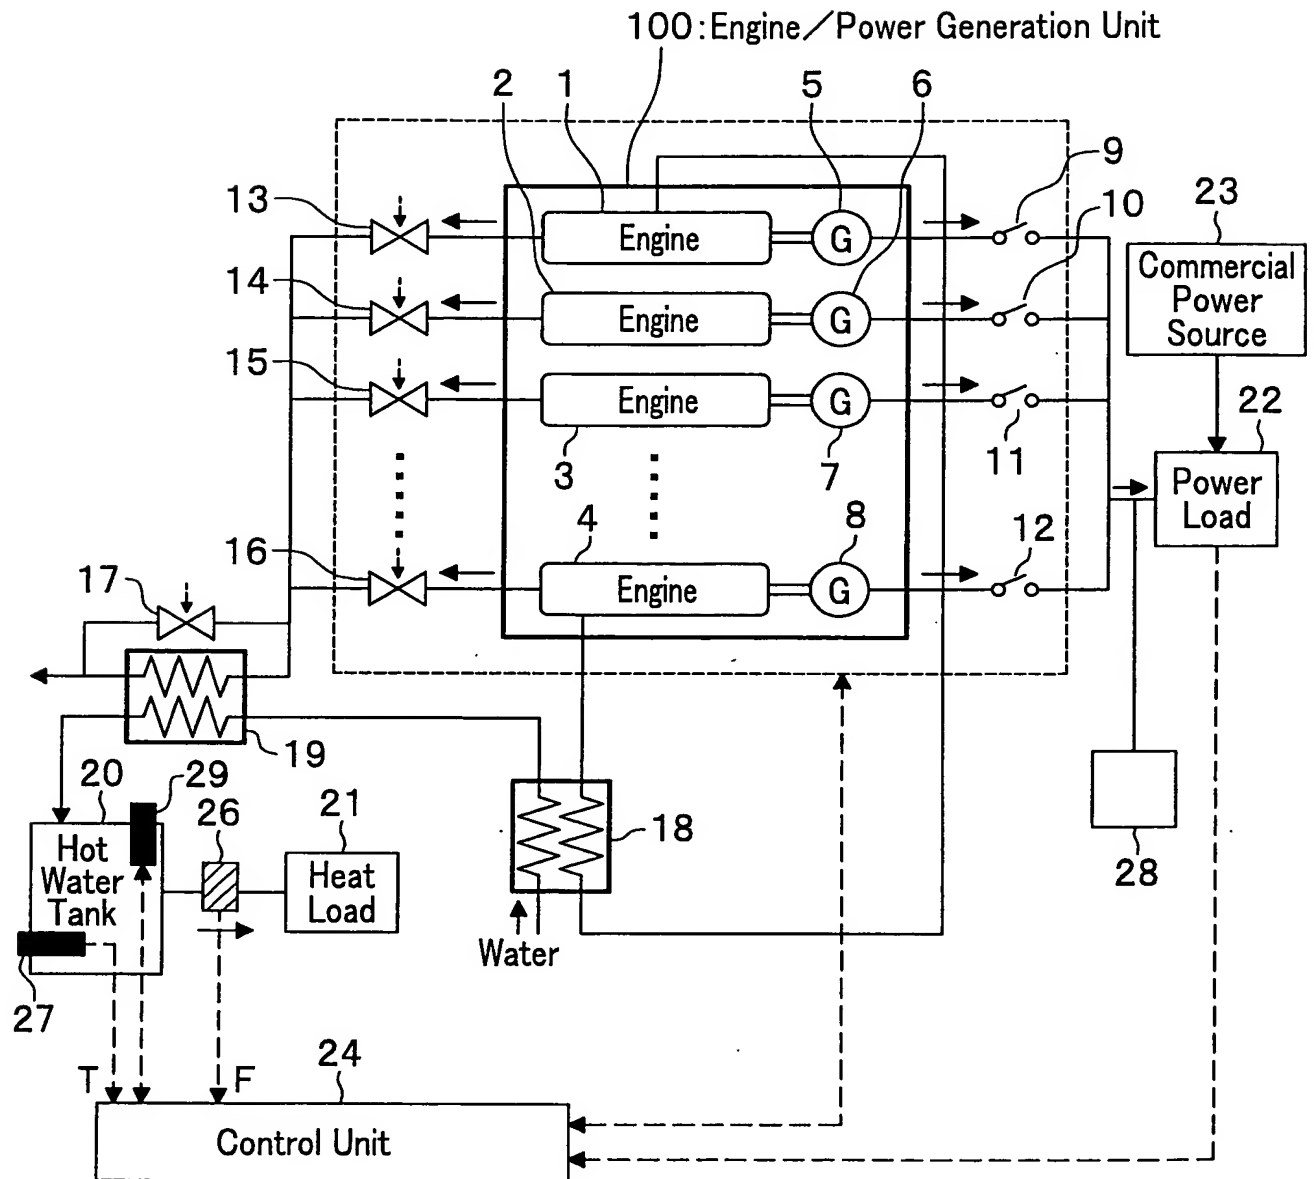 100:Engine/Power Generation Unit
2
1
5
6
9
13
Engine
G
10
23
14
Engine
G
Commercial
Power
Source
15
Engine
G
22
3
7
11
Power
Load
16
4
8
12
17
Engine
G
19
20
29
26
21
18
28
Hot
Water
Tank
Heat
Load
Water
27
T
F
24
Control Unit